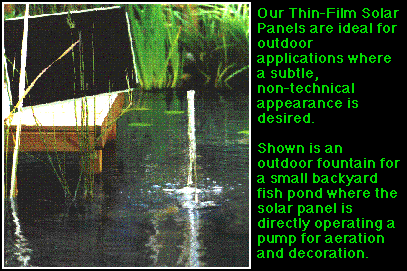 Our Thin-Film Solar
Panels are ideal for
outdoor
applications where
a subtle,
non-technical
appearance is
desired.
Shown is an
outdoor fountain for
a small backyard
fish pond where the
solar panel is
directly operating a
pump for aeration
and decoration.